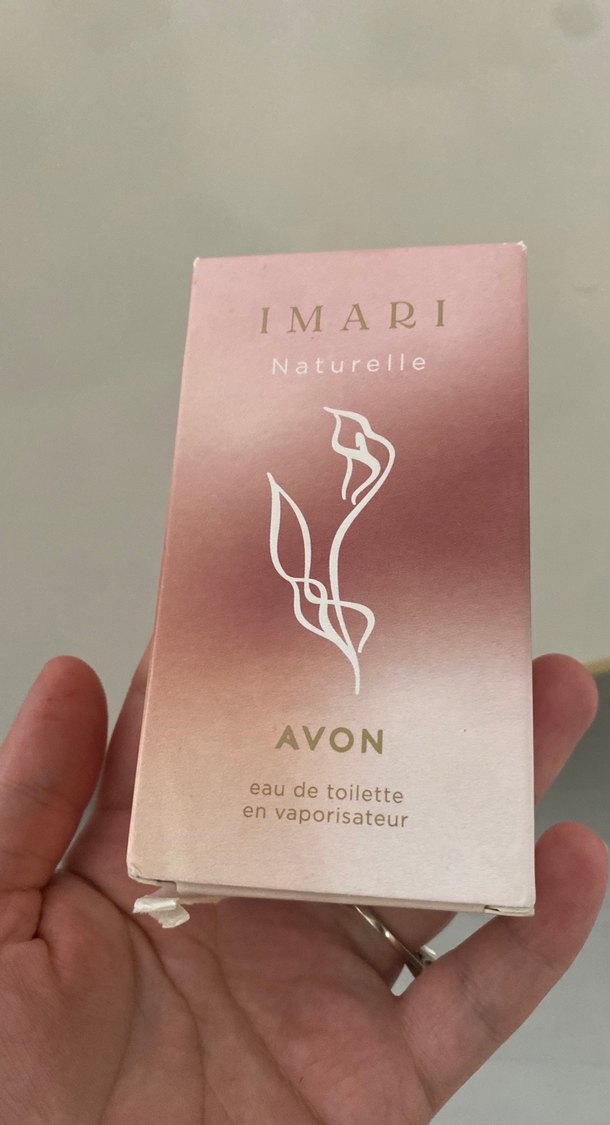 IMARI
Naturelle
AVON
eau de toilette
en vaporisateur